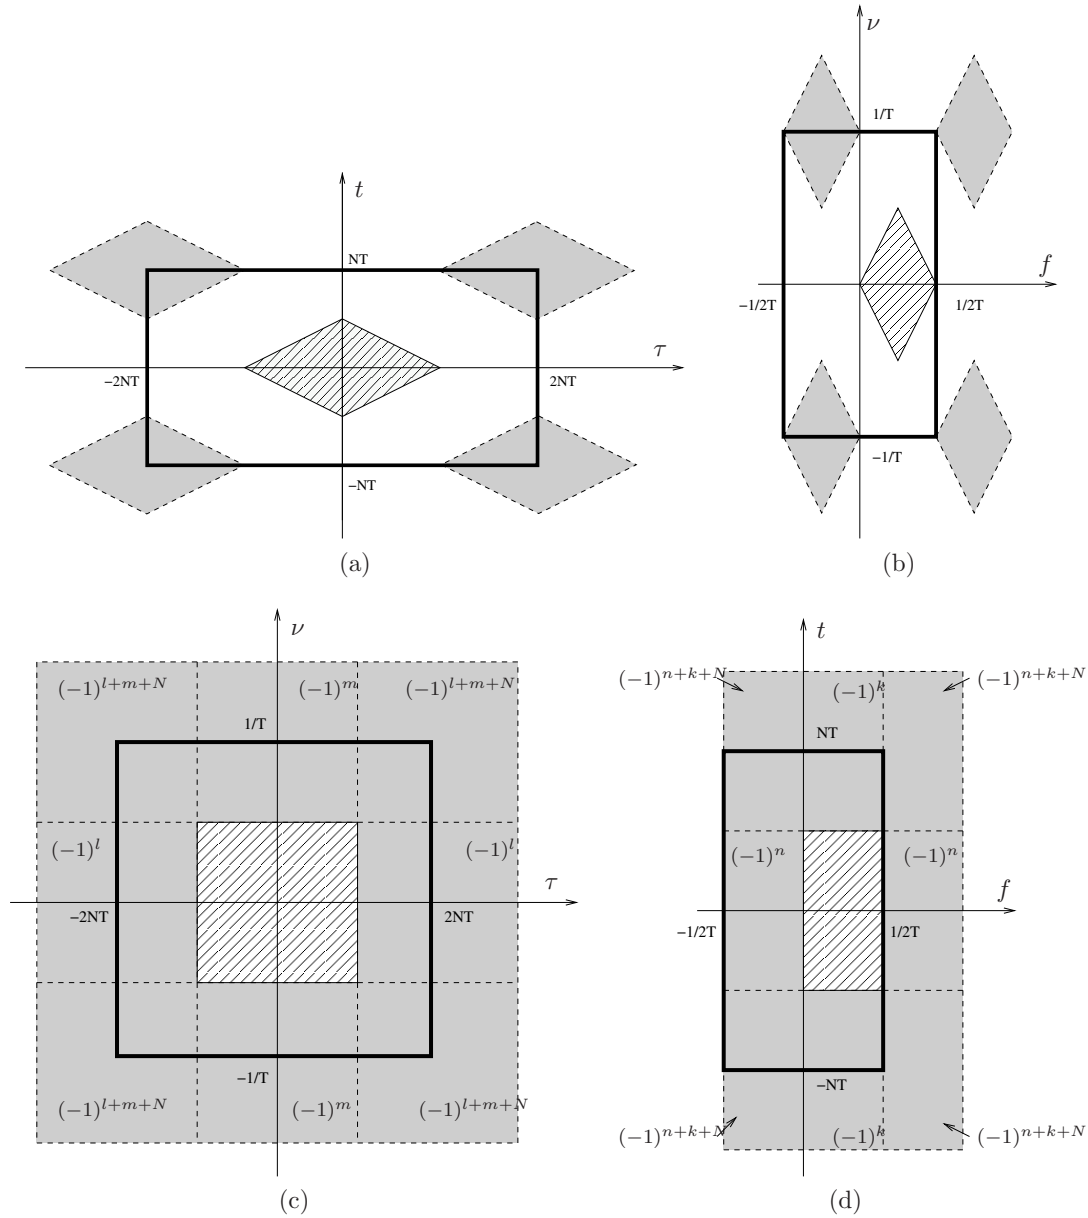 t
NT
τ
−2NT
2NT
−NT
(a)
ν
1/T
f
−1/2T
1/2T
−1/T
(b)
ν
(−1)^{l+m+N}
(−1)^m
(−1)^{l+m+N}
1/T
(−1)^l
(−1)^l
τ
−2NT
2NT
−1/T
(−1)^{l+m+N}
(−1)^m
(−1)^{l+m+N}
(c)
t
(−1)^{n+k+N}
(−1)^k
(−1)^{n+k+N}
NT
(−1)^n
(−1)^n
f
−1/2T
1/2T
−NT
(−1)^{n+k+N}
(−1)^k
(−1)^{n+k+N}
(d)